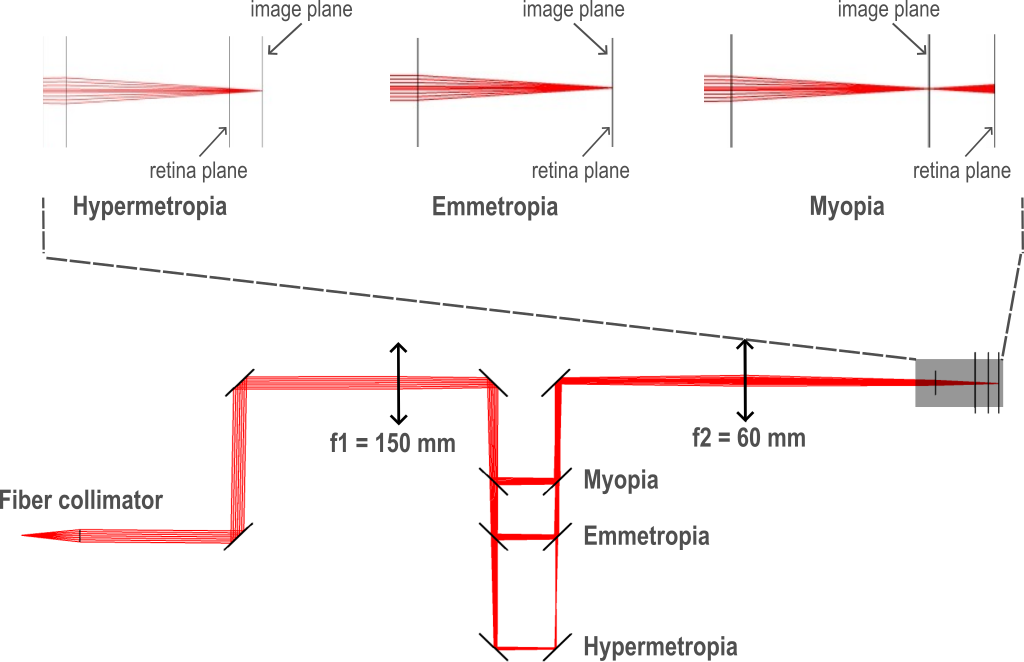 image plane
image plane
image plane
retina plane
retina plane
retina plane
Hypermetropia
Emmetropia
Myopia
f1 = 150 mm
f2 = 60 mm
Myopia
Fiber collimator
Emmetropia
Hypermetropia